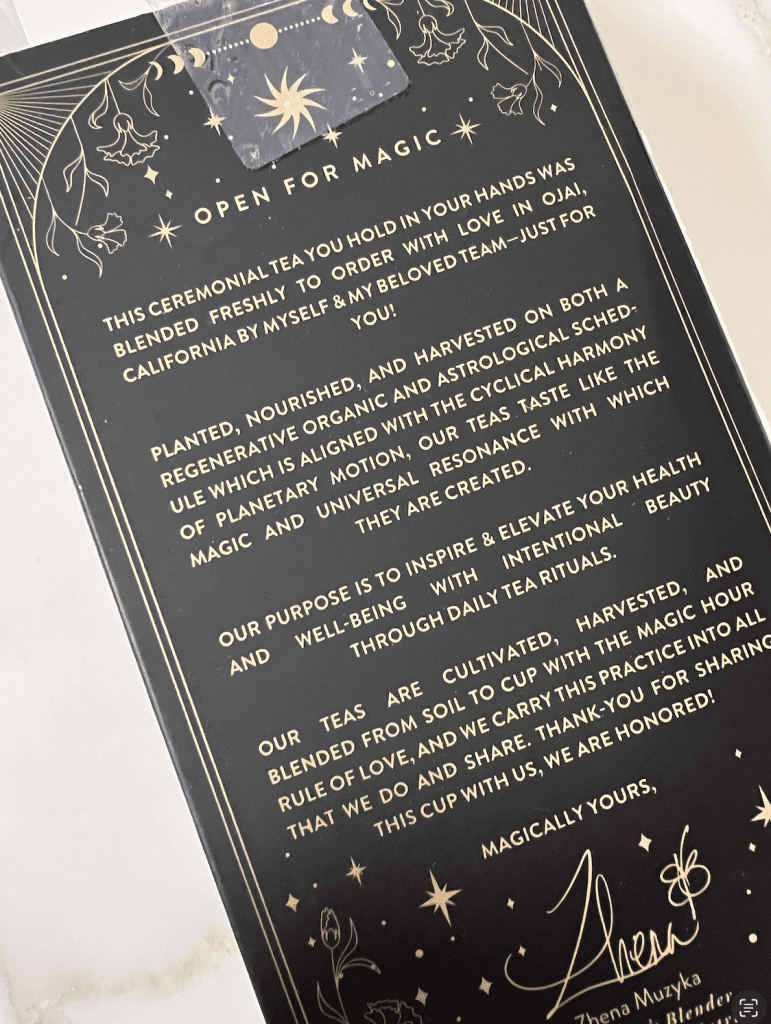 OPEN FOR MAGIC
THIS CEREMONIAL TEA YOU HOLD IN YOUR HANDS WAS
BLENDED FRESHLY TO ORDER WITH LOVE IN OJAI,
CALIFORNIA BY MYSELF & MY BELOVED TEAM—JUST FOR
YOU!
PLANTED, NOURISHED, AND HARVESTED ON BOTH A
REGENERATIVE ORGANIC AND ASTROLOGICAL SCHED-
ULE WHICH IS ALIGNED WITH THE CYCLICAL HARMONY
OF PLANETARY MOTION, OUR TEAS TASTE LIKE THE
MAGIC AND UNIVERSAL RESONANCE WITH WHICH
THEY ARE CREATED.
OUR PURPOSE IS TO INSPIRE & ELEVATE YOUR HEALTH
AND WELL-BEING WITH INTENTIONAL BEAUTY
THROUGH DAILY TEA RITUALS.
OUR TEAS ARE CULTIVATED, HARVESTED, AND
BLENDED FROM SOIL TO CUP WITH THE MAGIC HOUR
RULE OF LOVE, AND WE CARRY THIS PRACTICE INTO ALL
THAT WE DO AND SHARE. THANK-YOU FOR SHARING
THIS CUP WITH US, WE ARE HONORED!
MAGICALLY YOURS,
Zhena
Zhena Muzyka
Blender